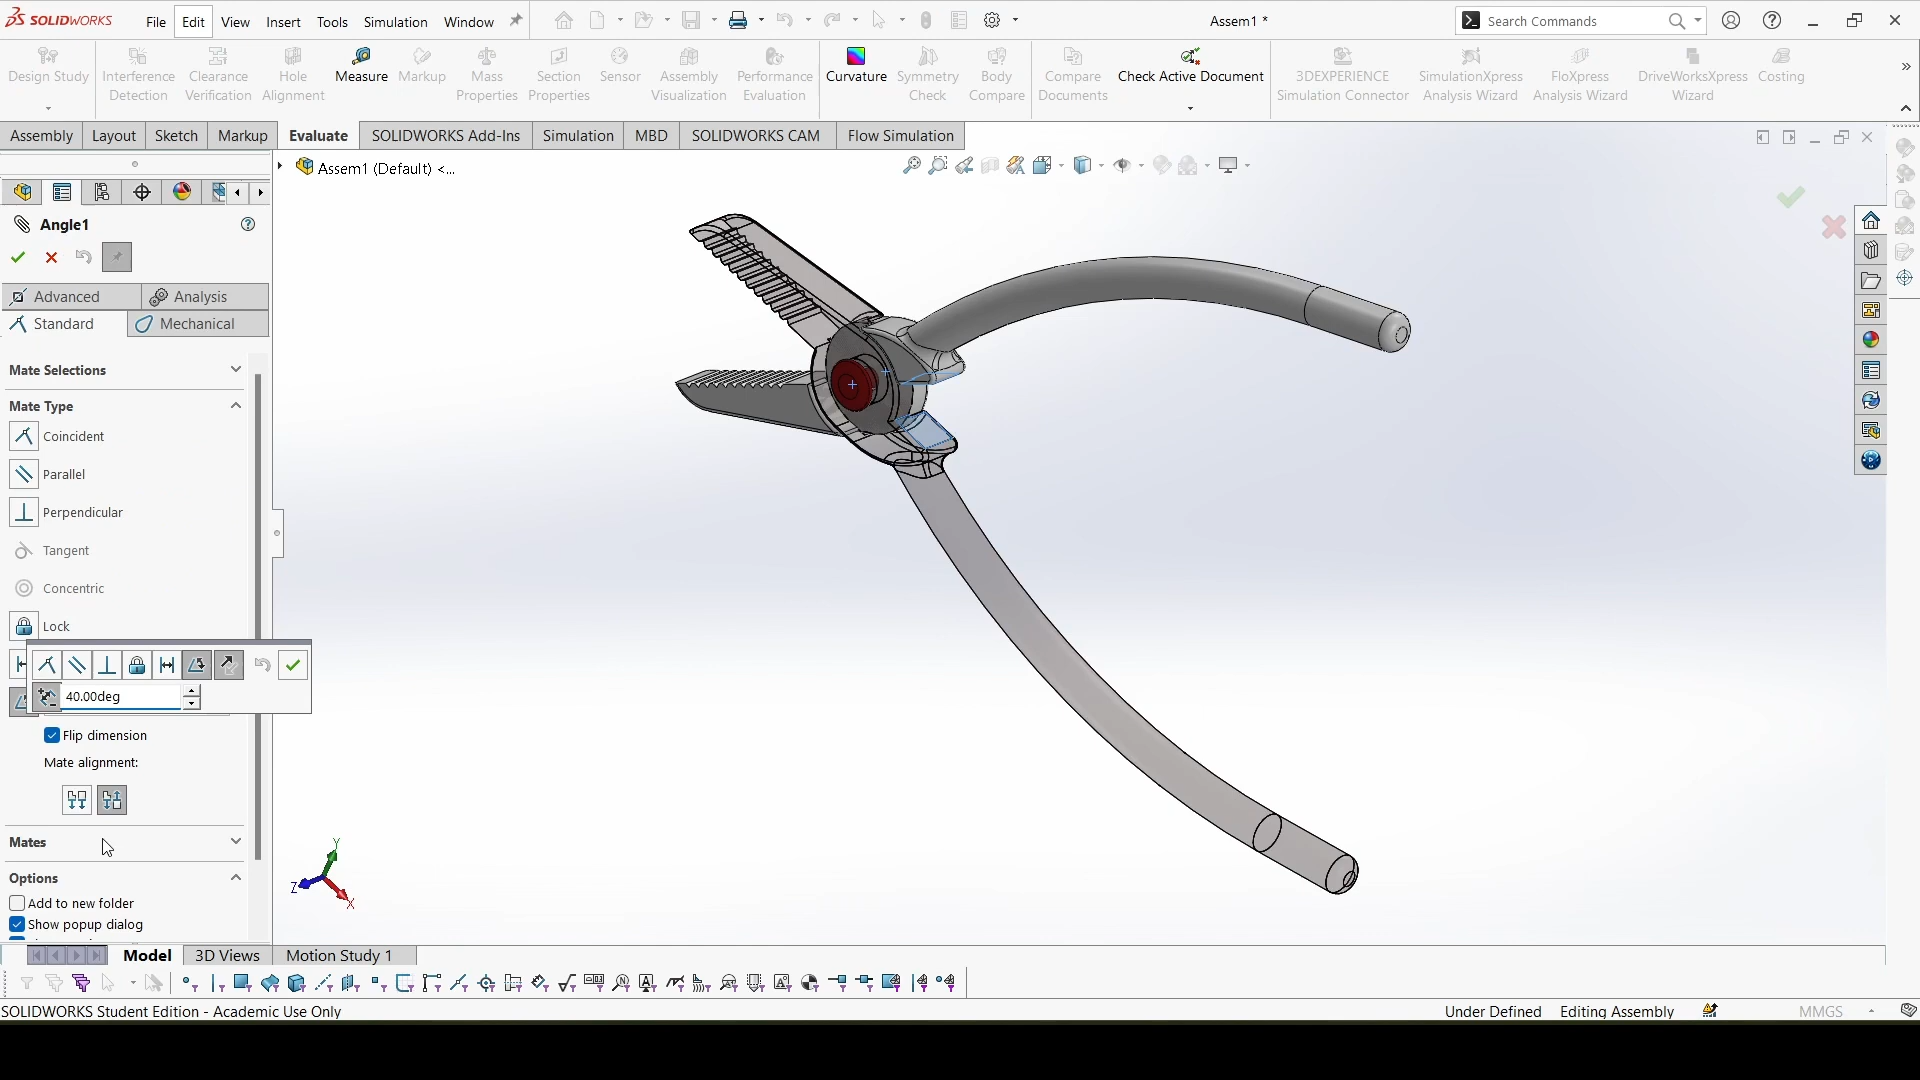 SOLIDWORKS File Edit View Insert Tools Simulation Window Assem1 * Search Commands
Design Study Interference Detection Clearance Verification Hole Alignment Measure Markup Mass Properties Section Properties Sensor Assembly Visualization Performance Evaluation Curvature Symmetry Check Body Compare Compare Documents Check Active Document 3DEXPERIENCE Simulation Connector SimulationXpress Analysis Wizard FloXpress Analysis Wizard DriveWorksXpress Wizard Costing
Assembly Layout Sketch Markup Evaluate SOLIDWORKS Add-Ins Simulation MBD SOLIDWORKS CAM Flow Simulation
Assem1 (Default) <...
Angle1
Advanced Analysis
Standard Mechanical
Mate Selections
Mate Type
Coincident
Parallel
Perpendicular
Tangent
Concentric
Lock
40.00deg
Flip dimension
Mate alignment:
Mates
Options
Add to new folder
Show popup dialog
Y
Z
X
Model 3D Views Motion Study 1
SOLIDWORKS Student Edition - Academic Use Only Under Defined Editing Assembly MMGS